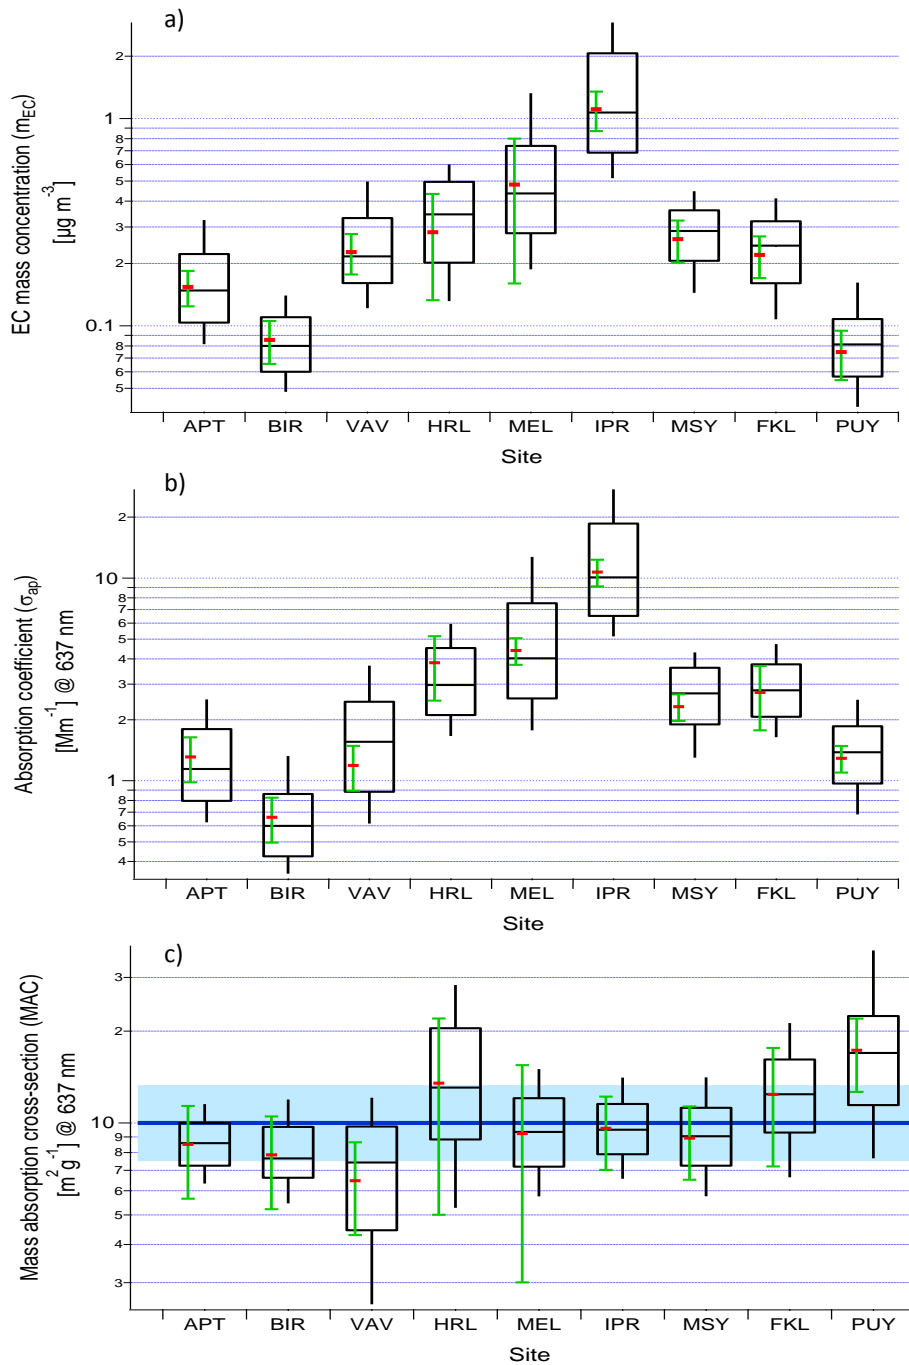 a)
EC mass concentration (mEC)
[µg m-3]
2
1
8
7
6
5
4
3
2
0.1
8
7
6
5
APT BIR VAV HRL MEL IPR MSY FKL PUY
Site
b)
Absorption coefficient (σap)
[Mm-1] @ 637 nm
2
10
8
7
6
5
4
3
2
1
8
7
6
5
4
APT BIR VAV HRL MEL IPR MSY FKL PUY
Site
c)
Mass absorption cross-section (MAC)
[m2 g-1] @ 637 nm
3
2
10
9
8
7
6
5
4
3
APT BIR VAV HRL MEL IPR MSY FKL PUY
Site